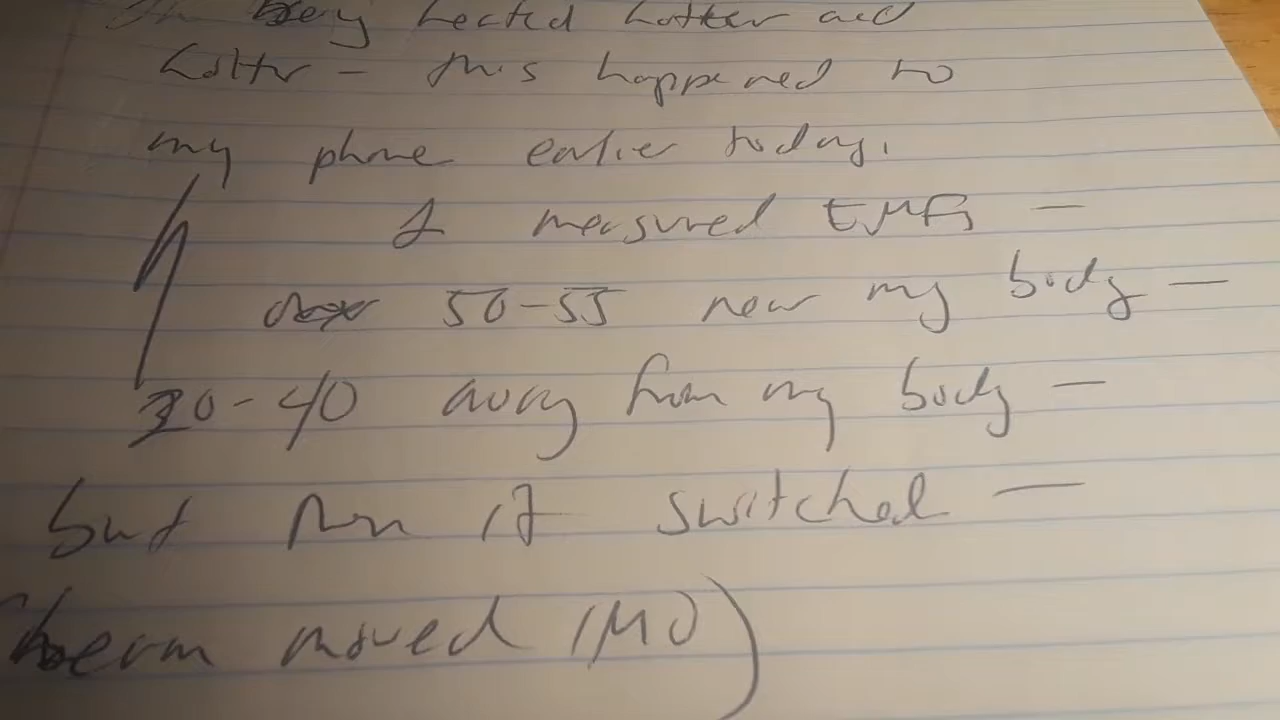 heated hotter and
hotter - this happened to
my phone earlier today.
I measured EMFs -
50-55 near my body -
30-40 away from my body -
but then it switched -
(beam moved IMO)